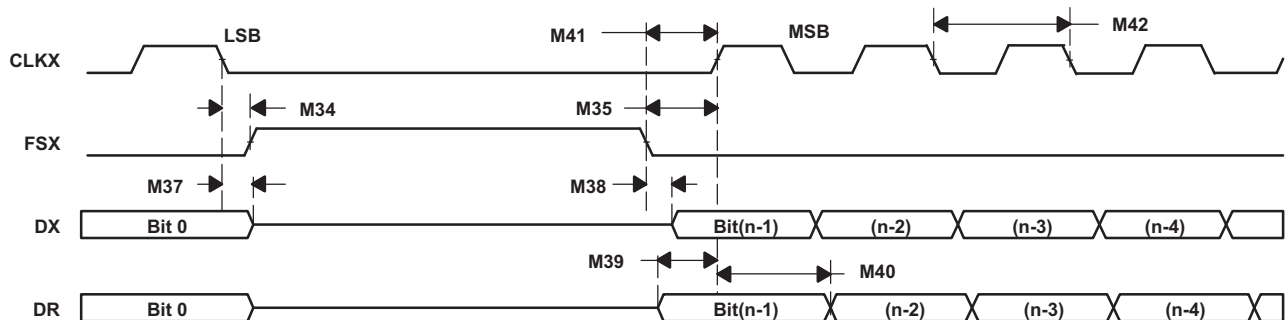 LSB M41 MSB M42
CLKX
M34 M35
FSX
M37 M38
DX Bit 0 Bit(n-1) (n-2) (n-3) (n-4)
M39 M40
DR Bit 0 Bit(n-1) (n-2) (n-3) (n-4)